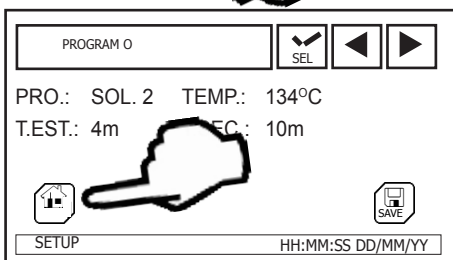 PROGRAM O
SEL
PRO.: SOL. 2 TEMP.: 134°C
T.EST.: 4m EC.: 10m
SAVE
SETUP HH:MM:SS DD/MM/YY